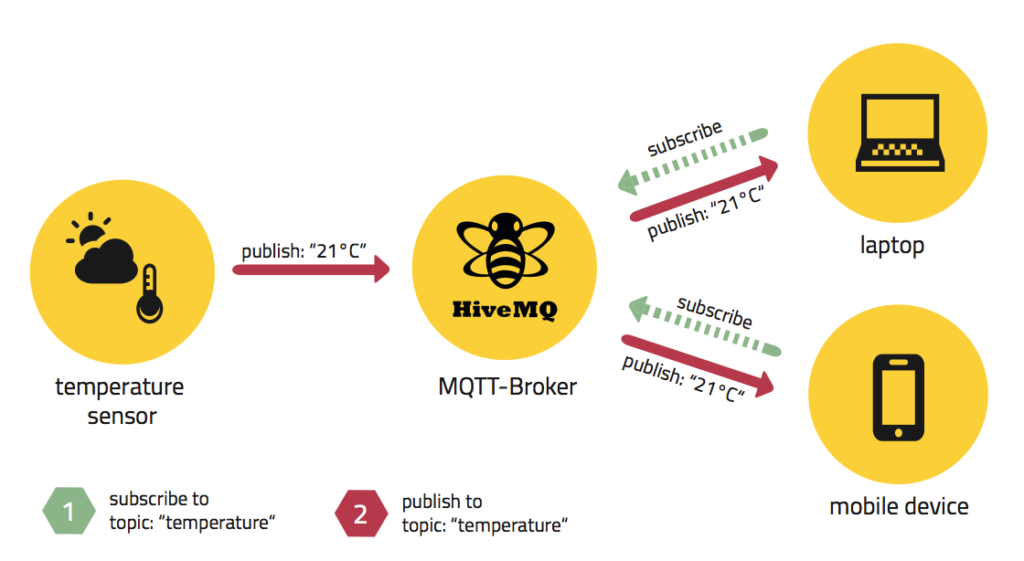 subscribe
publish: “21°C“
laptop
publish: “21°C“
HiveMQ
subscribe
publish: “21°C“
temperature
sensor
MQTT-Broker
mobile device
1
subscribe to
topic: “temperature“
2
publish to
topic: “temperature“